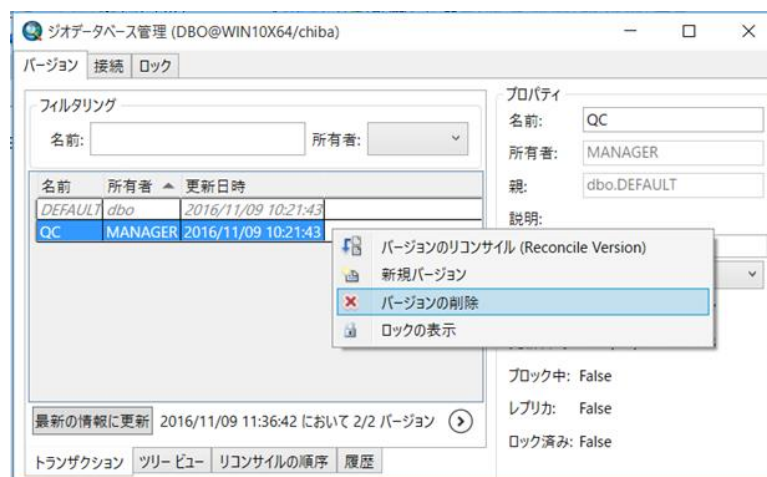 ジオデータベース管理 (DBO@WIN10X64/chiba)
バージョン 接続 ロック
フィルタリング
名前: 所有者:
名前 所有者 更新日時
DEFAULT dbo 2016/11/09 10:21:43
QC MANAGER 2016/11/09 10:21:43
バージョンのリコンサイル (Reconcile Version)
新規バージョン
バージョンの削除
ロックの表示
最新の情報に更新 2016/11/09 11:36:42 において 2/2 バージョン
トランザクション ツリー ビュー リコンサイルの順序 履歴
プロパティ
名前: QC
所有者: MANAGER
親: dbo.DEFAULT
説明:
ブロック中: False
レプリカ: False
ロック済み: False